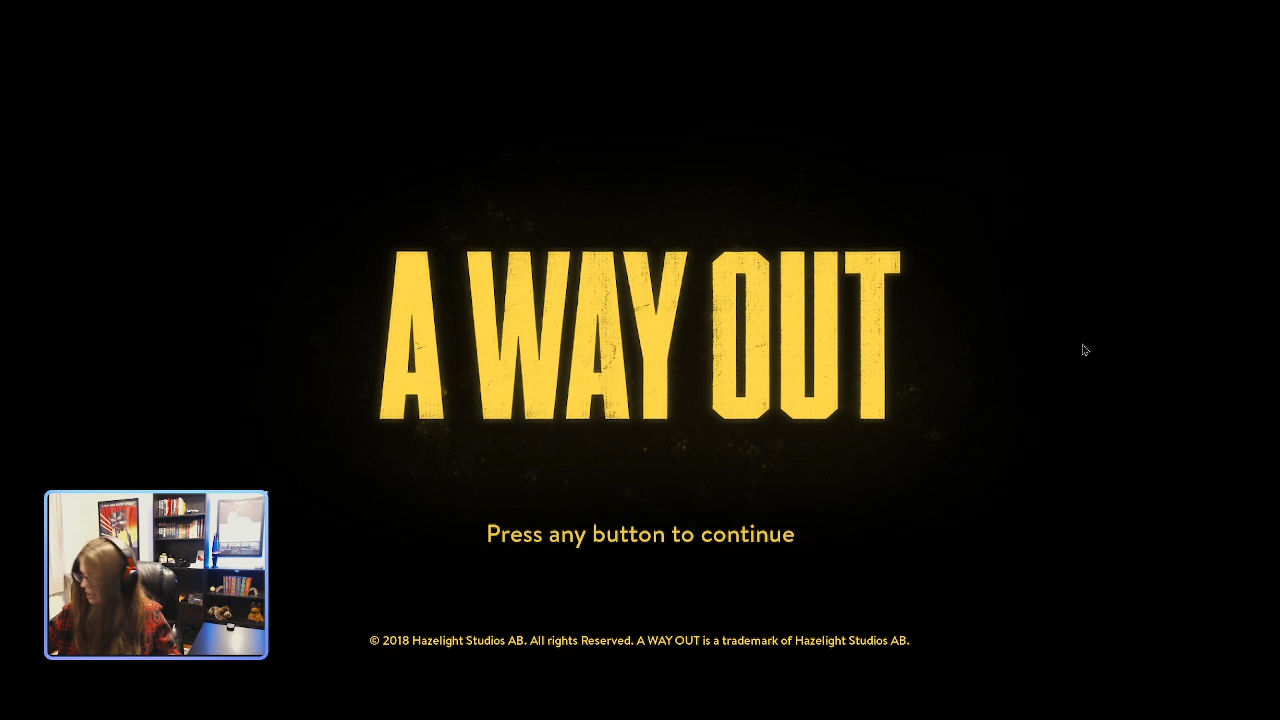 A WAY OUT
Press any button to continue
© 2018 Hazelight Studios AB. All rights Reserved. A WAY OUT is a trademark of Hazelight Studios AB.